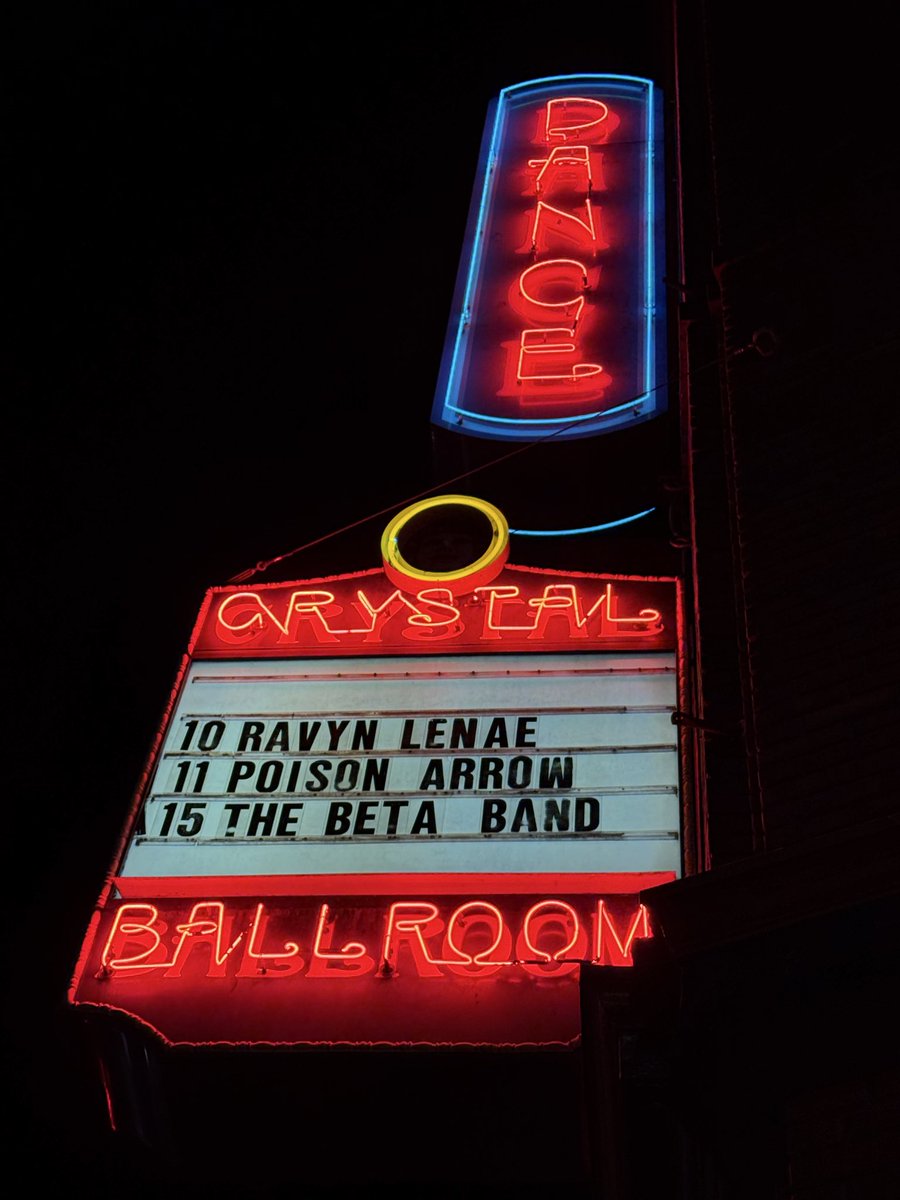 DANCE
CRYSTAL
10 RAVYN LENAE
11 POISON ARROW
15 THE BETA BAND
BALLROOM